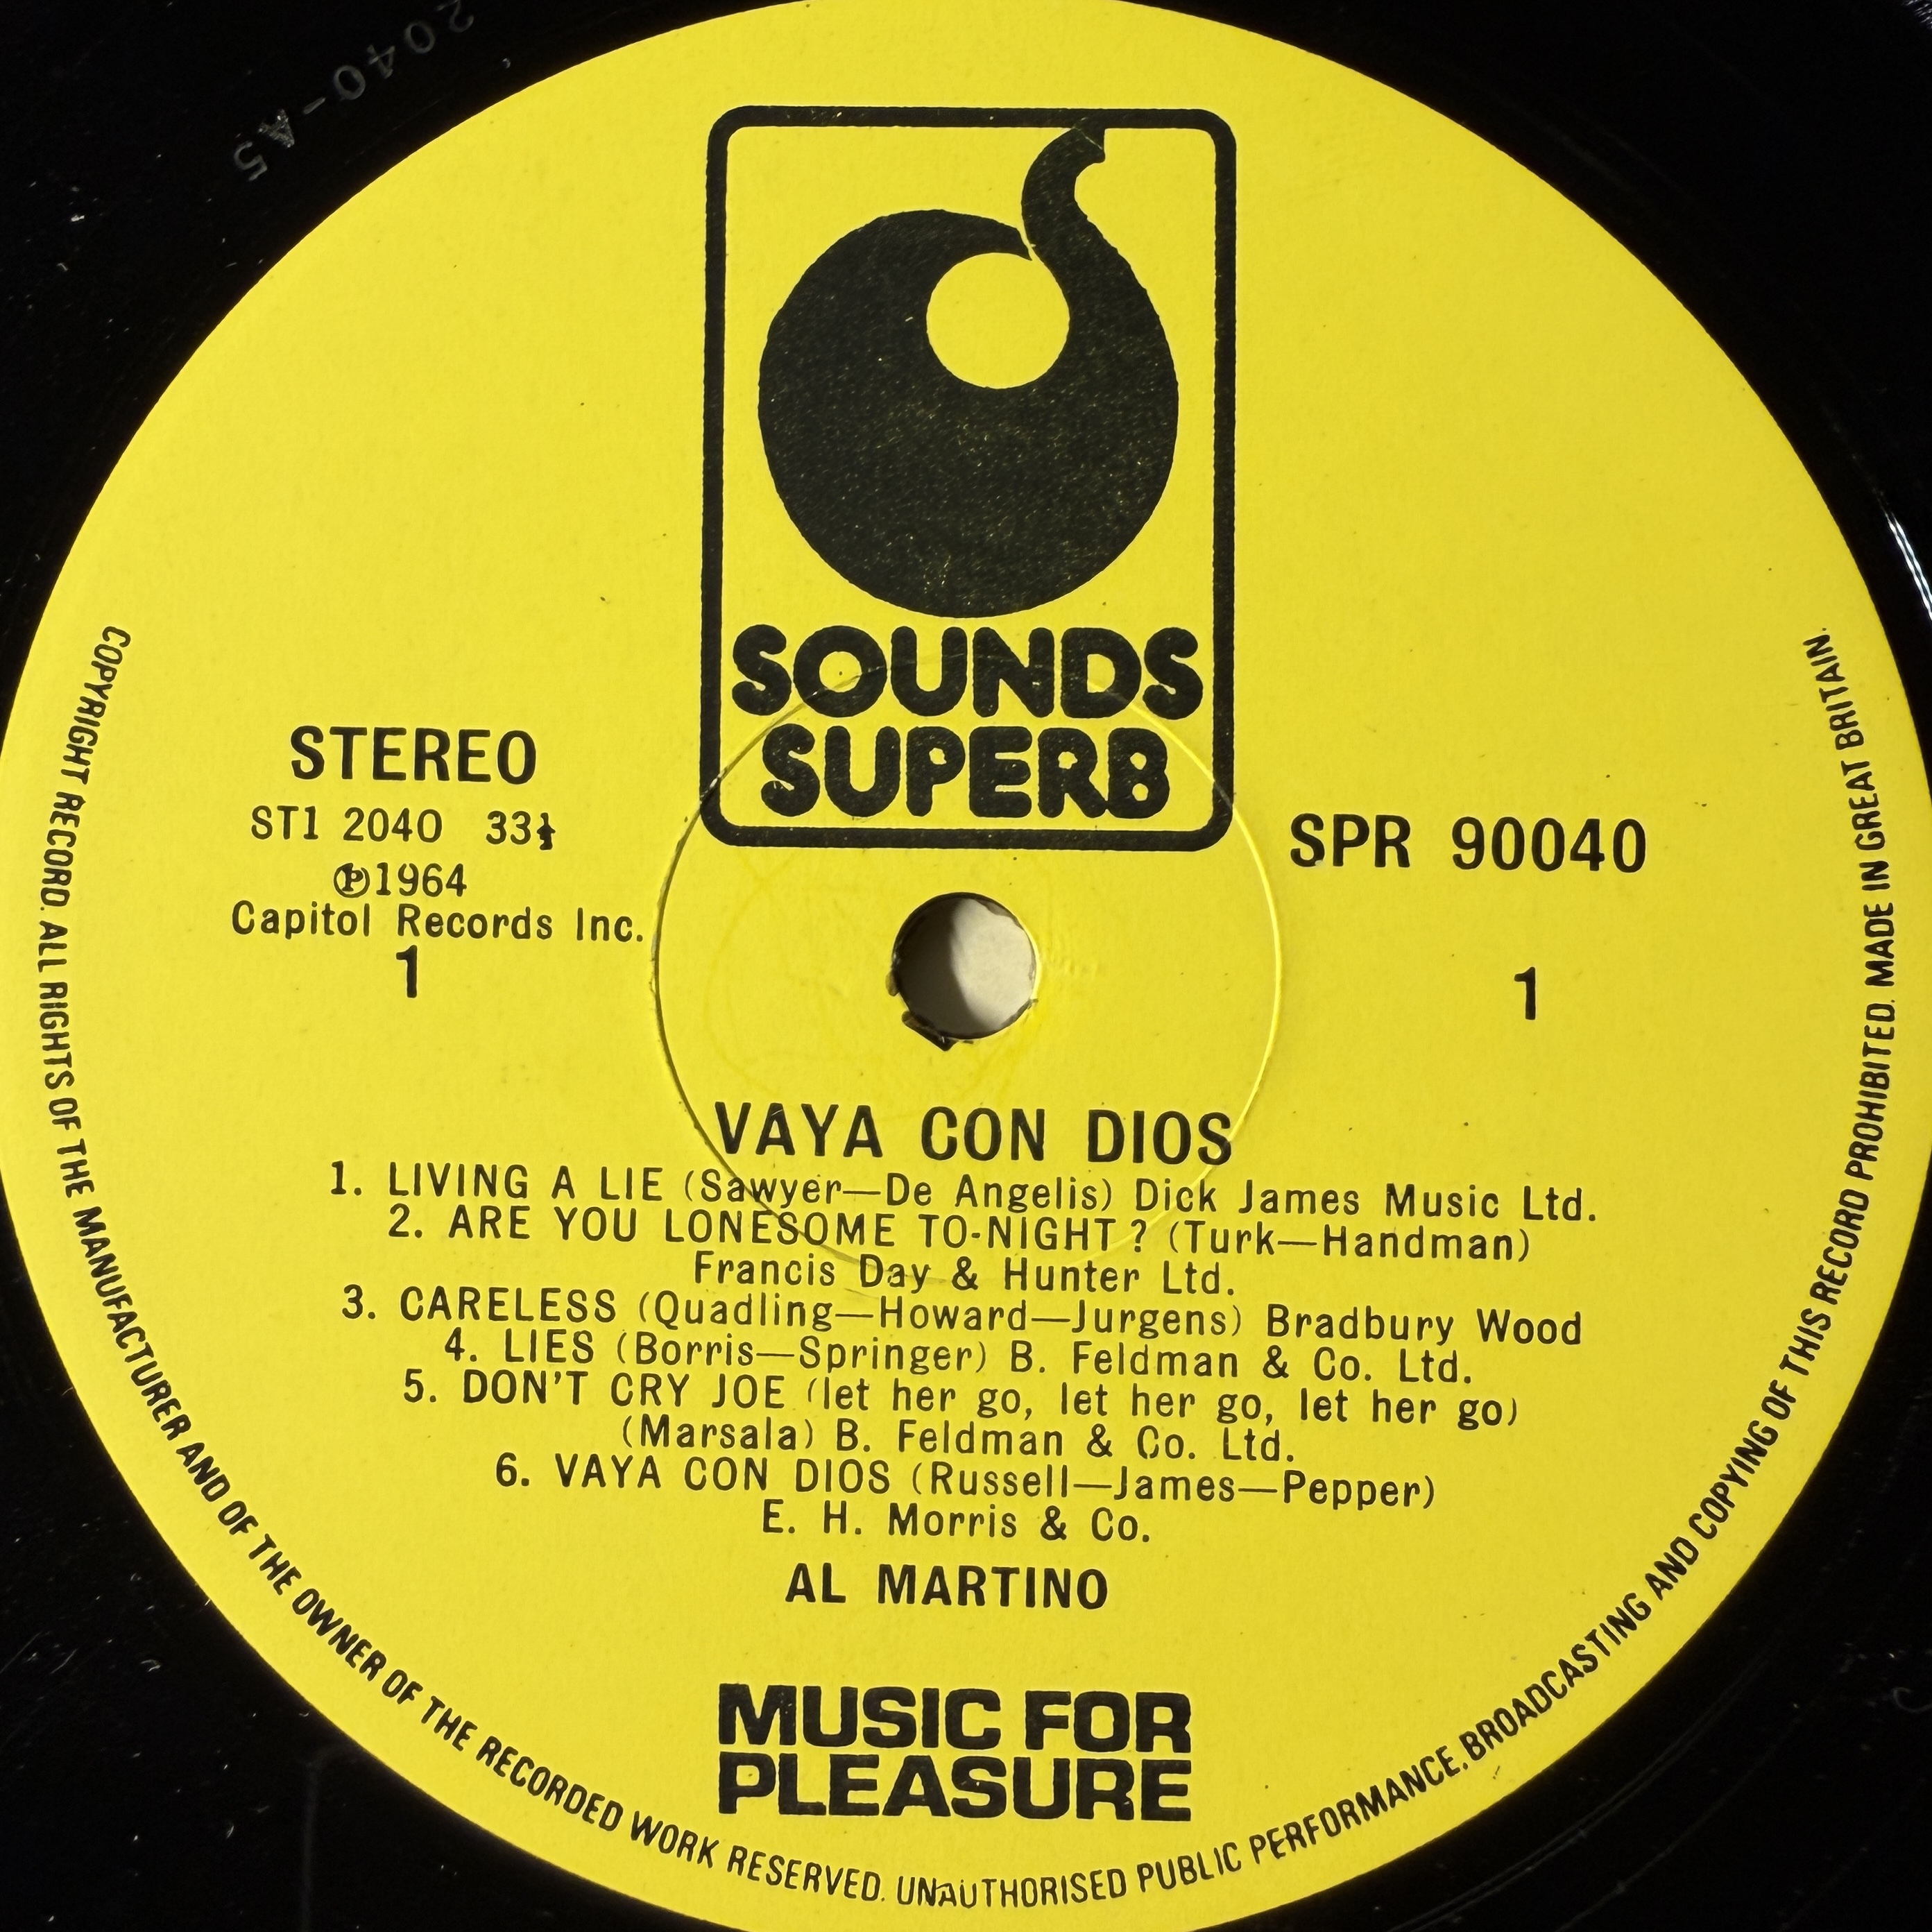 2040-A5
SOUNDS
SUPERB
STEREO
ST1 2040 33⅓
℗1964
Capitol Records Inc.
1
SPR 90040
1
VAYA CON DIOS
1. LIVING A LIE (Sawyer—De Angelis) Dick James Music Ltd.
2. ARE YOU LONESOME TO-NIGHT? (Turk—Handman)
Francis Day & Hunter Ltd.
3. CARELESS (Quadling—Howard—Jurgens) Bradbury Wood
4. LIES (Borris—Springer) B. Feldman & Co. Ltd.
5. DON'T CRY JOE (let her go, let her go, let her go)
(Marsala) B. Feldman & Co. Ltd.
6. VAYA CON DIOS (Russell—James—Pepper)
E. H. Morris & Co.
AL MARTINO
MUSIC FOR
PLEASURE
COPYRIGHT RECORD. ALL RIGHTS OF THE MANUFACTURER AND OF THE OWNER OF THE RECORDED WORK RESERVED. UNAUTHORISED PUBLIC PERFORMANCE, BROADCASTING AND COPYING OF THIS RECORD PROHIBITED. MADE IN GREAT BRITAIN.